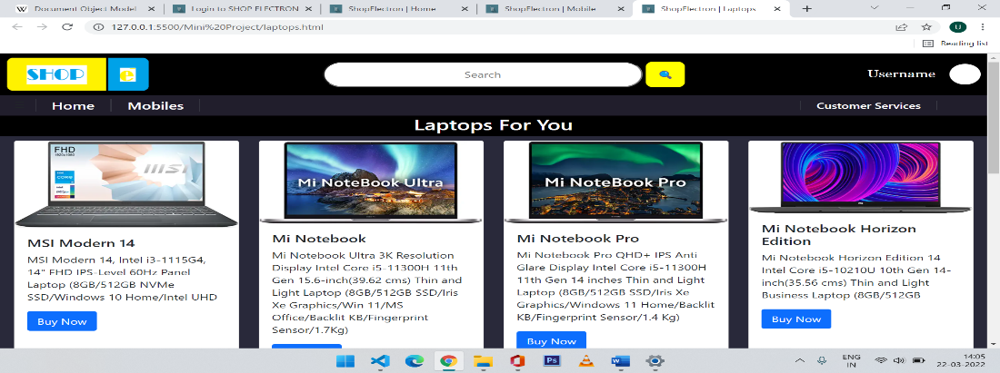 Document Object Model
Login to SHOP ELECTRON
ShopElectron | Home
ShopElectron | Mobile
ShopElectron | Laptops
127.0.0.1:5500/Mini%20Project/laptops.html
U
Reading list
SHOP e
Search
Username
Home
Mobiles
Customer Services
Laptops For You
FHD
msi
MSI Modern 14
MSI Modern 14, Intel i3-1115G4,
14" FHD IPS-Level 60Hz Panel
Laptop (8GB/512GB NVMe
SSD/Windows 10 Home/Intel UHD
Buy Now
Mi NoteBook Ultra
Mi Notebook
Mi Notebook Ultra 3K Resolution
Display Intel Core i5-11300H 11th
Gen 15.6-inch(39.62 cms) Thin and
Light Laptop (8GB/512GB SSD/Iris
Xe Graphics/Win 11/MS
Office/Backlit KB/Fingerprint
Sensor/1.7Kg)
Mi NoteBook Pro
Mi Notebook Pro
Mi Notebook Pro QHD+ IPS Anti
Glare Display Intel Core i5-11300H
11th Gen 14 inches Thin and Light
Laptop (8GB/512GB SSD/Iris Xe
Graphics/Windows 11 Home/Backlit
KB/Fingerprint Sensor/1.4 Kg)
Buy Now
Mi Notebook Horizon
Edition
Mi Notebook Horizon Edition 14
Intel Core i5-10210U 10th Gen 14-
inch(35.56 cms) Thin and Light
Business Laptop (8GB/512GB
Buy Now
Ps
ENG
IN
14:05
22-03-2022